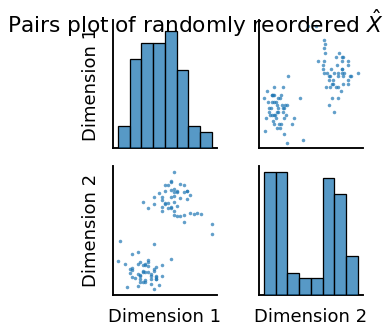 Pairs plot of randomly reordered X̂
Dimension 1
Dimension 2
Dimension 1
Dimension 2